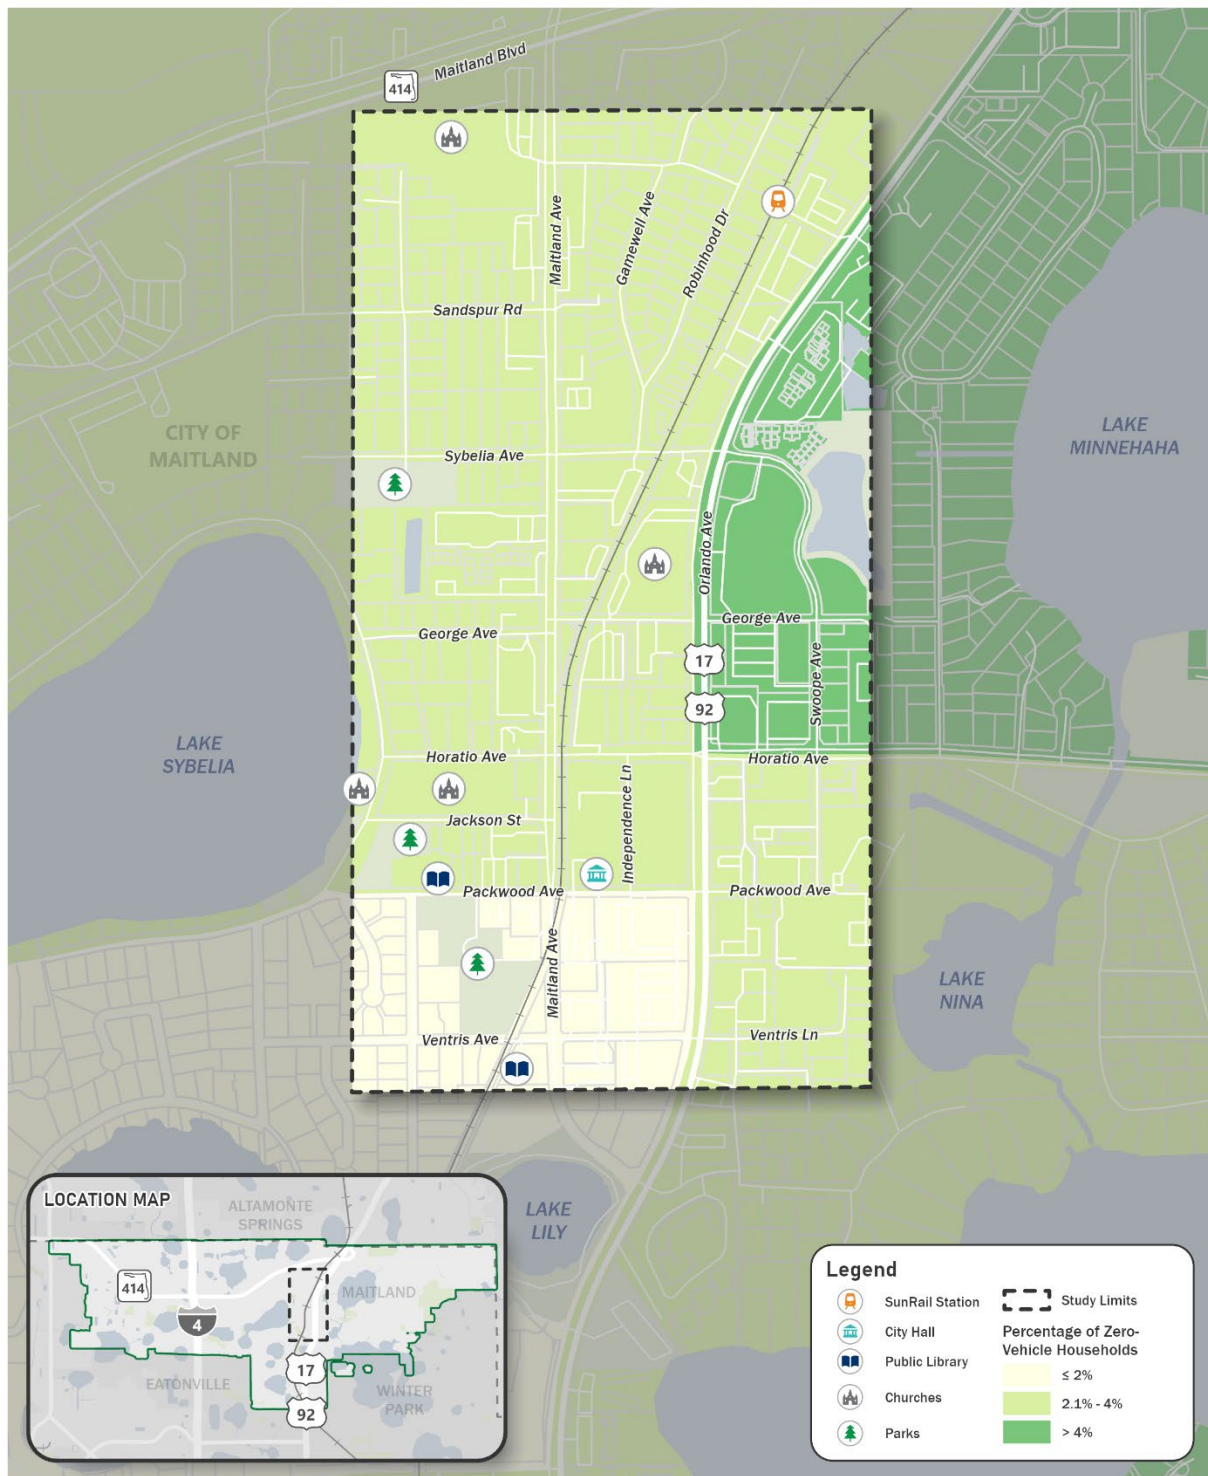 Maitland Blvd
414
Maitland Ave
Gamewell Ave
Robinhood Dr
Sandspur Rd
CITY OF
MAITLAND
LAKE
MINNEHAHA
Sybelia Ave
Orlando Ave
George Ave
George Ave
17
Swoope Ave
92
LAKE
SYBELIA
Horatio Ave
Horatio Ave
Independence Ln
Jackson St
Packwood Ave
Packwood Ave
Maitland Ave
LAKE
NINA
Ventris Ave
Ventris Ln
LAKE
LILY
LOCATION MAP
ALTAMONTE
SPRINGS
414
MAITLAND
4
17
EATONVILLE
WINTER
PARK
92
Legend
SunRail Station
City Hall
Public Library
Churches
Parks
Study Limits
Percentage of Zero-
Vehicle Households
≤ 2%
2.1% - 4%
> 4%